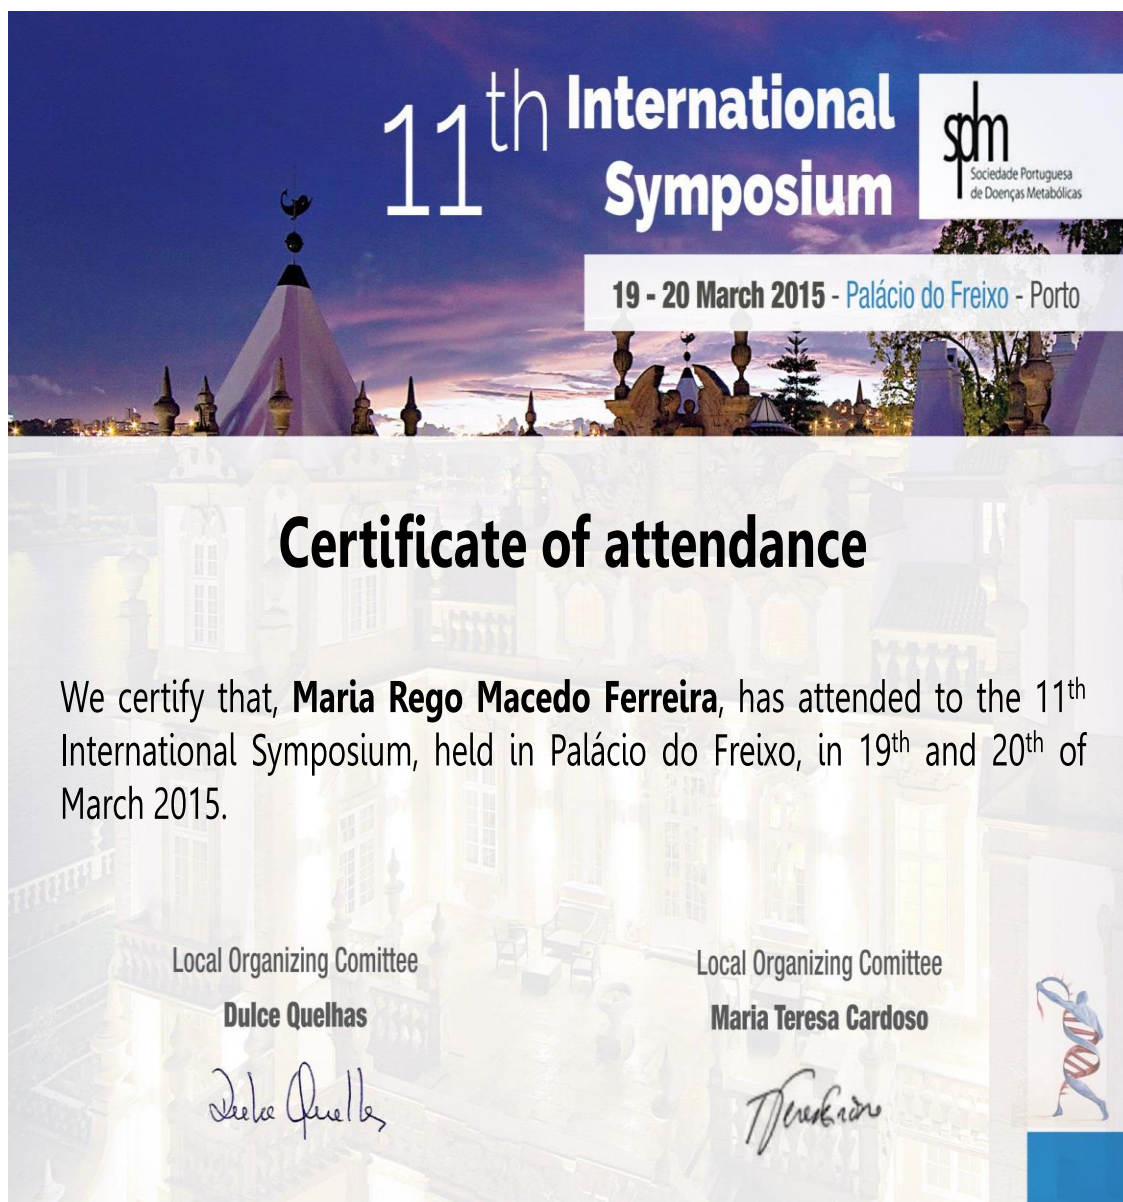 11th International
Symposium
spdm
Sociedade Portuguesa
de Doenças Metabólicas
19 - 20 March 2015 - Palácio do Freixo - Porto
Certificate of attendance
We certify that, Maria Rego Macedo Ferreira, has attended to the 11th
International Symposium, held in Palácio do Freixo, in 19th and 20th of
March 2015.
Local Organizing Comittee
Dulce Quelhas
Dulce Quelhas
Local Organizing Comittee
Maria Teresa Cardoso